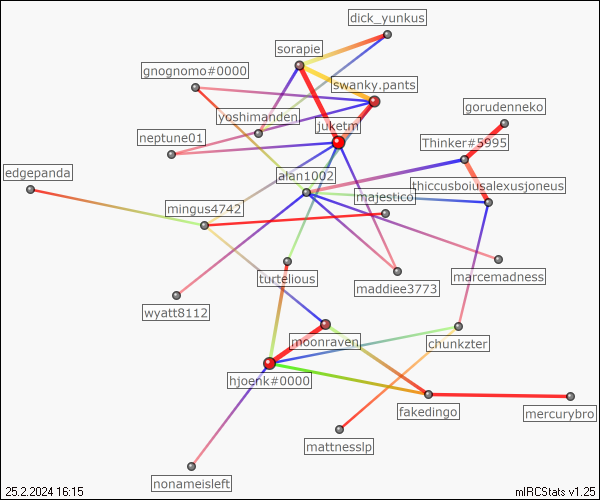 dick_yunkus
sorapie
gnognomo#0000
swanky.pants
gorudenneko
yoshimanden
juketm
neptune01
Thinker#5995
edgepanda
alan1002
thiccusboiusalexusjoneus
majestico
mingus4742
turtellous
maddiee3773
marcemadness
wyatt8112
moonraven
chunkzter
hjoenk#0000
fakedingo
mercurybro
mattnesslp
nonameisleft
25.2.2024 16:15
mIRCStats v1.25